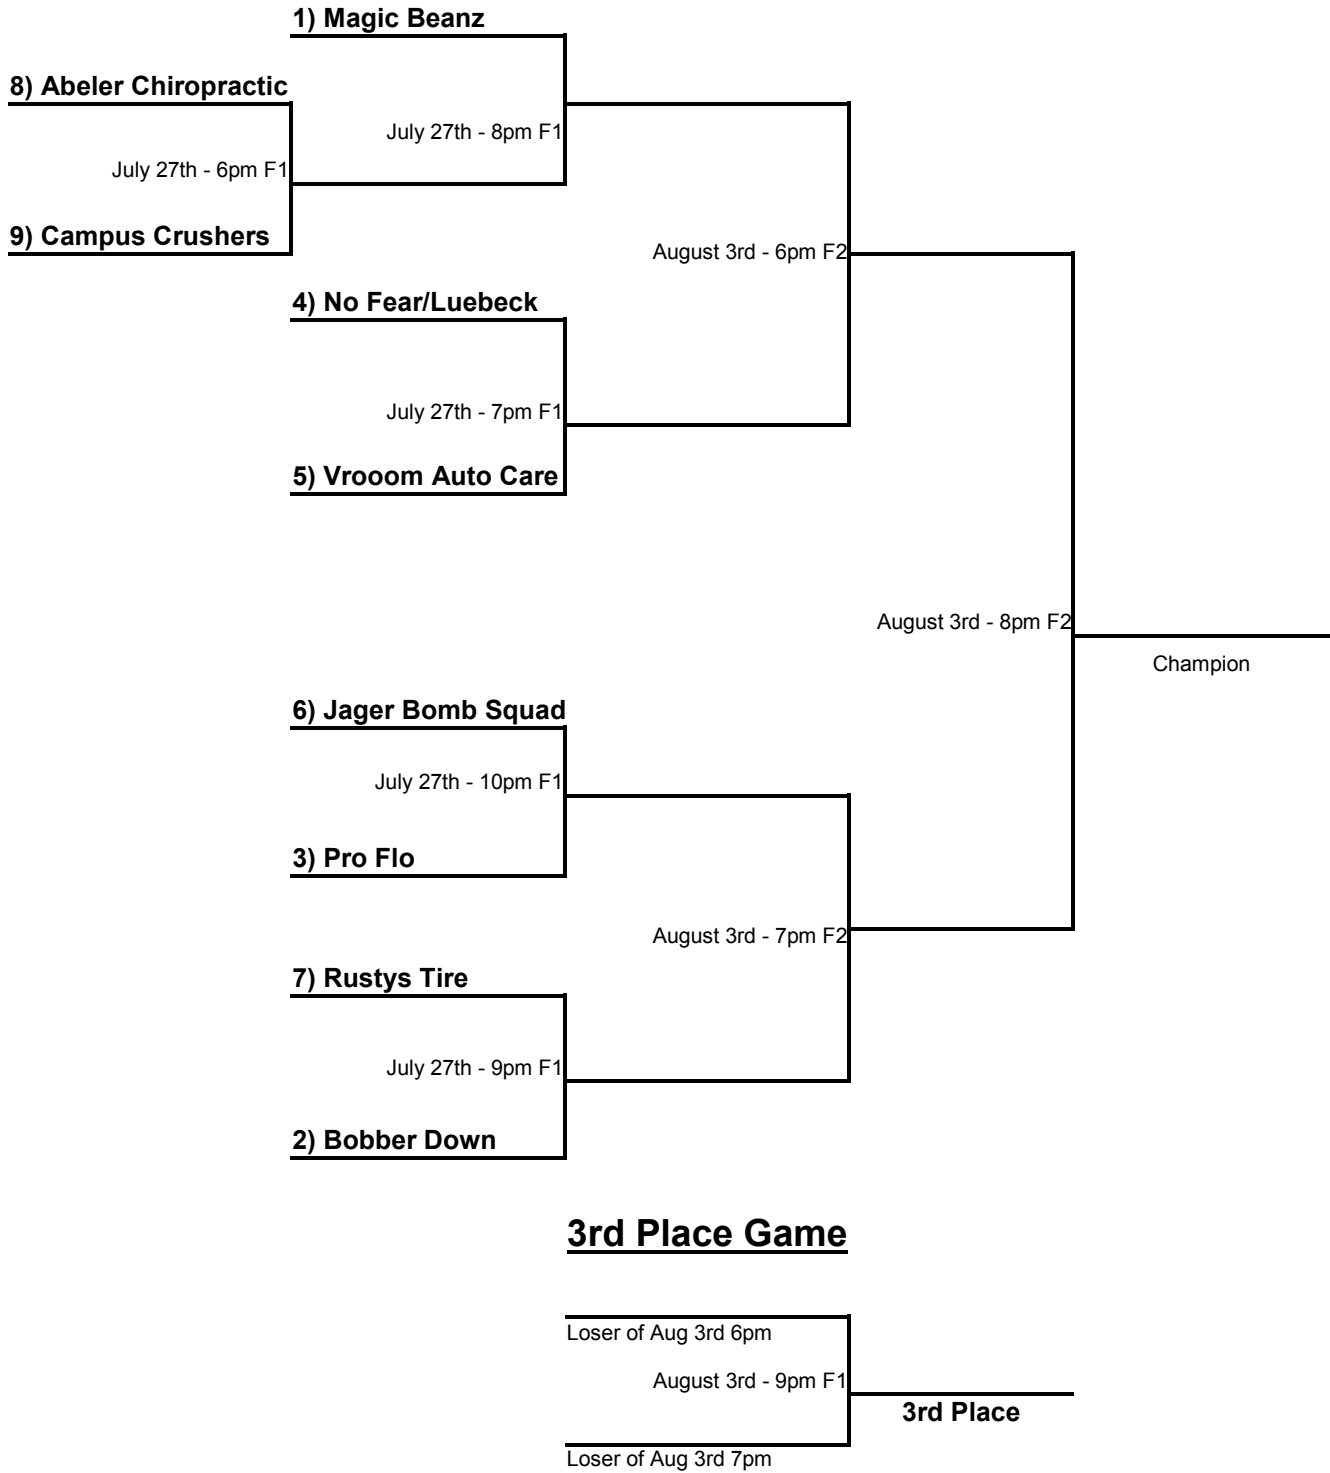 1) Magic Beanz
8) Abeler Chiropractic
July 27th - 8pm F1
July 27th - 6pm F1
9) Campus Crushers
August 3rd - 6pm F2
4) No Fear/Luebeck
July 27th - 7pm F1
5) Vrooom Auto Care
August 3rd - 8pm F2
Champion
6) Jager Bomb Squad
July 27th - 10pm F1
3) Pro Flo
August 3rd - 7pm F2
7) Rustys Tire
July 27th - 9pm F1
2) Bobber Down
3rd Place Game
Loser of Aug 3rd 6pm
August 3rd - 9pm F1
3rd Place
Loser of Aug 3rd 7pm